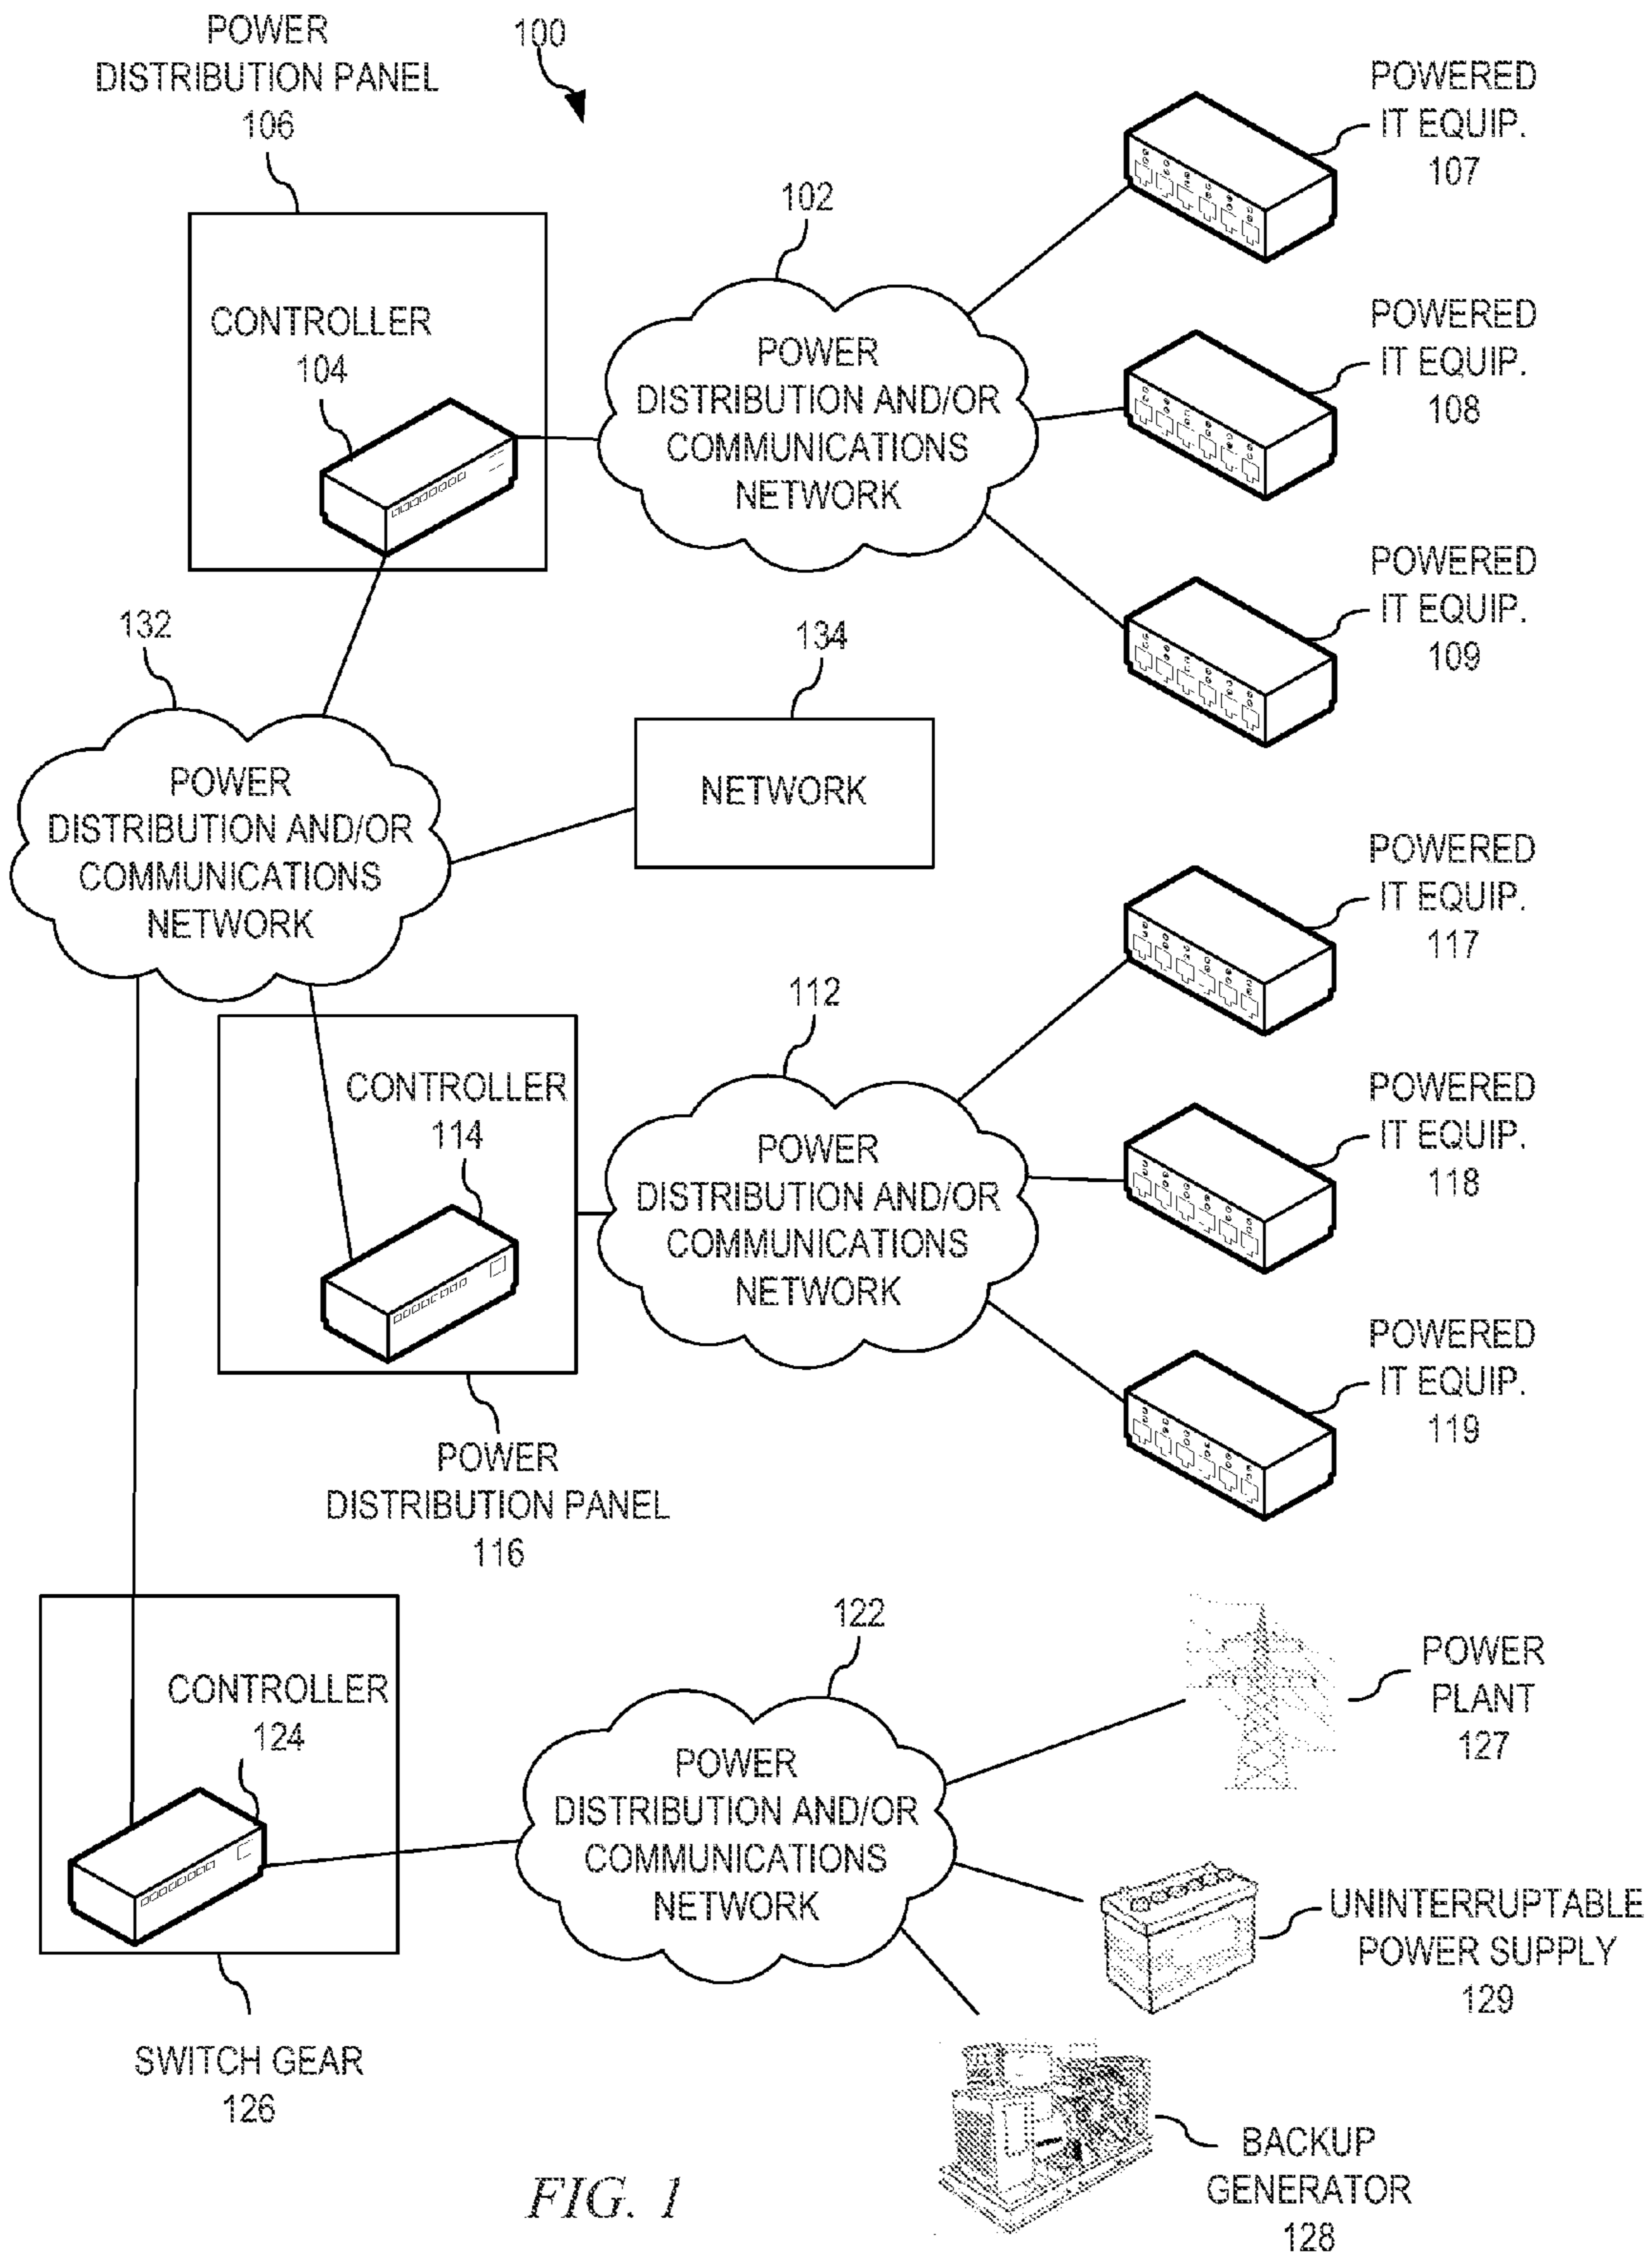 POWER
DISTRIBUTION PANEL
106
100
POWERED
IT EQUIP.
107
102
CONTROLLER
104
POWER
DISTRIBUTION AND/OR
COMMUNICATIONS
NETWORK
POWERED
IT EQUIP.
108
POWERED
IT EQUIP.
109
132
134
POWER
DISTRIBUTION AND/OR
COMMUNICATIONS
NETWORK
NETWORK
POWERED
IT EQUIP.
117
112
CONTROLLER
114
POWER
DISTRIBUTION AND/OR
COMMUNICATIONS
NETWORK
POWERED
IT EQUIP.
118
POWERED
IT EQUIP.
119
POWER
DISTRIBUTION PANEL
116
122
CONTROLLER
124
POWER
DISTRIBUTION AND/OR
COMMUNICATIONS
NETWORK
POWER
PLANT
127
UNINTERRUPTABLE
POWER SUPPLY
129
SWITCH GEAR
126
BACKUP
GENERATOR
128
FIG. 1